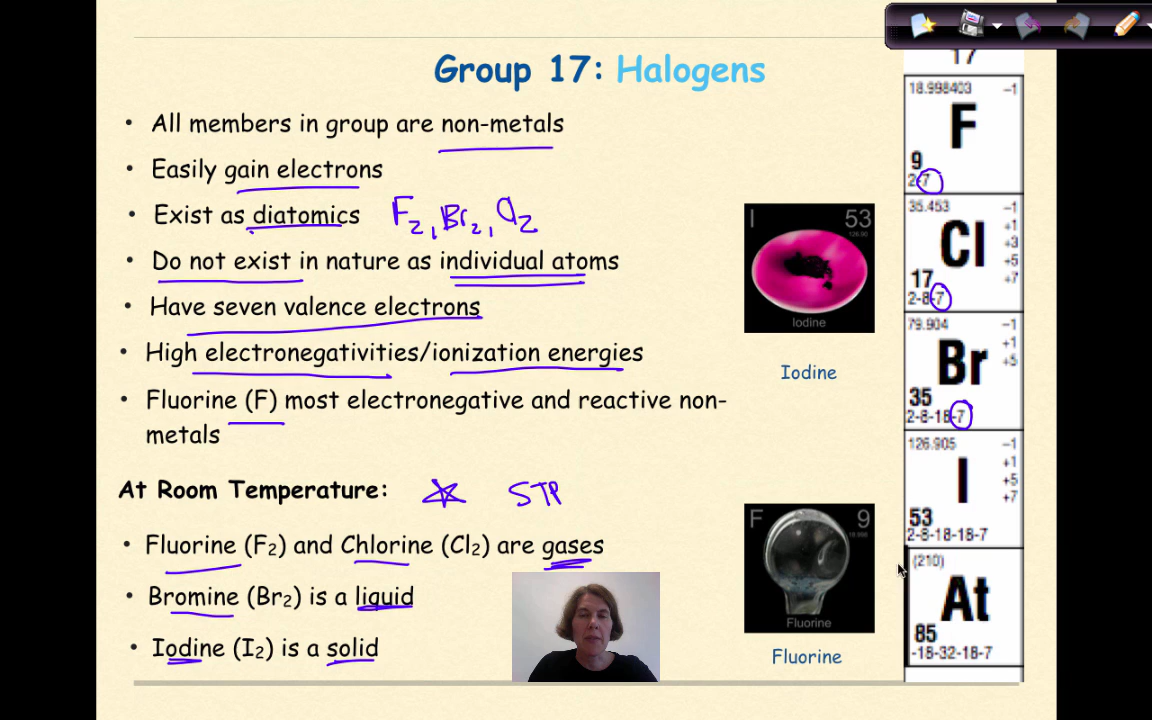 Group 17: Halogens
• All members in group are non-metals
• Easily gain electrons
• Exist as diatomics F2, Br2, Cl2
• Do not exist in nature as individual atoms
• Have seven valence electrons
• High electronegativities/ionization energies
• Fluorine (F) most electronegative and reactive non-
metals
At Room Temperature: STP
• Fluorine (F₂) and Chlorine (Cl₂) are gases
• Bromine (Br₂) is a liquid
• Iodine (I₂) is a solid
I 53
126.90
Iodine
Iodine
F 9
18.998
Fluorine
Fluorine
17
18.998403 -1
F
9
2-7
35.453 -1
+1
Cl +3
+5
17 +7
2-8-7
79.904 -1
+1
Br +5
35
2-8-18-7
126.905 -1
+1
I +5
+7
53
2-8-18-18-7
(210)
At
85
-18-32-18-7